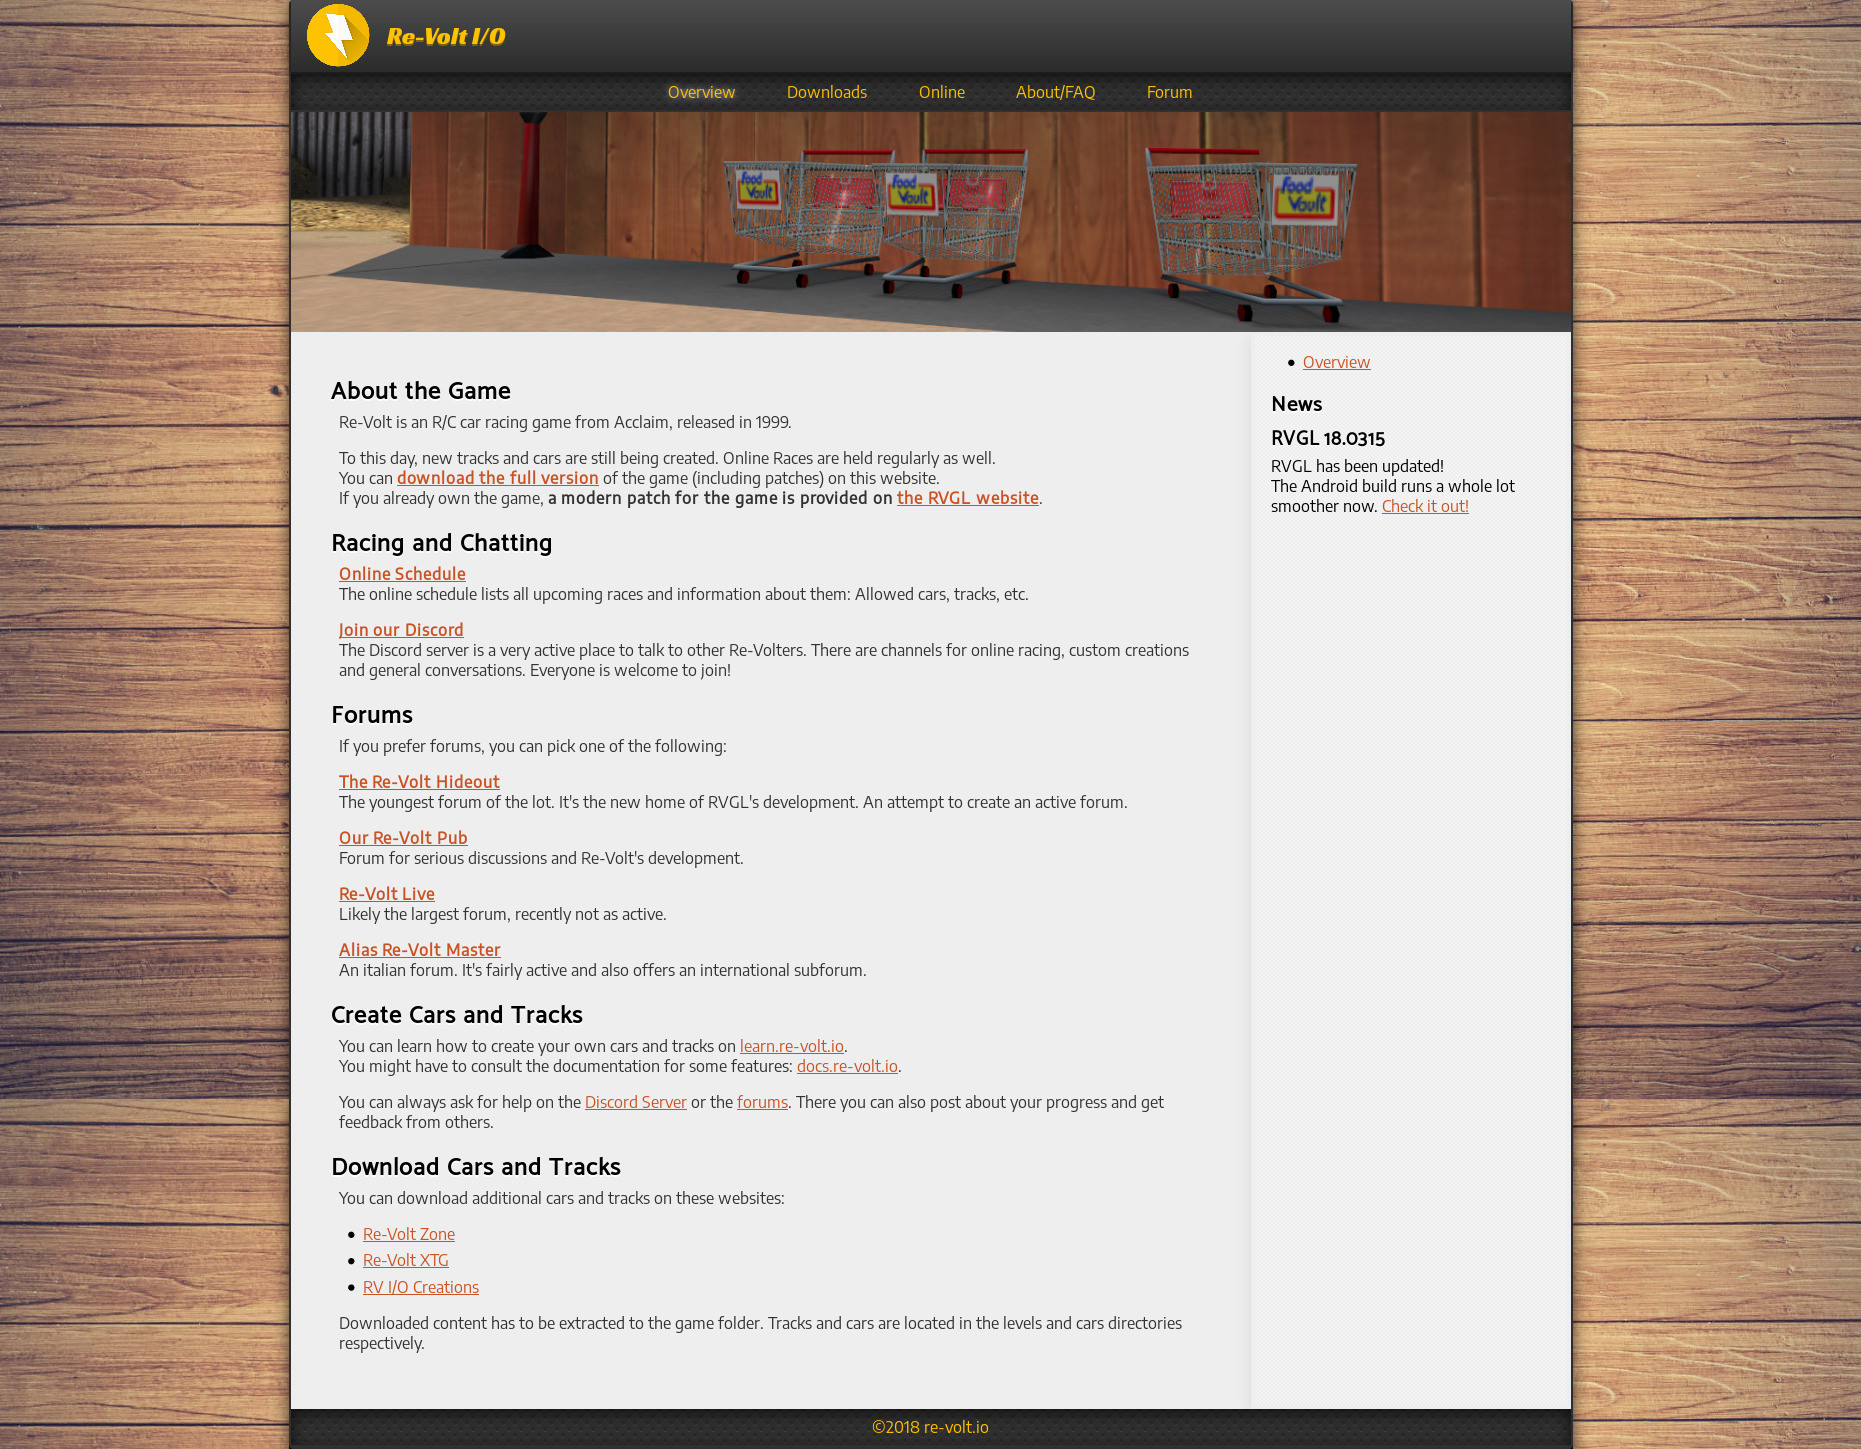 Re-Volt I/O
Overview Downloads Online About/FAQ Forum
Food Vault
Food Vault
Food Vault
About the Game
Re-Volt is an R/C car racing game from Acclaim, released in 1999.
To this day, new tracks and cars are still being created. Online Races are held regularly as well.
You can download the full version of the game (including patches) on this website.
If you already own the game, a modern patch for the game is provided on the RVGL website.
Racing and Chatting
Online Schedule
The online schedule lists all upcoming races and information about them: Allowed cars, tracks, etc.
Join our Discord
The Discord server is a very active place to talk to other Re-Volters. There are channels for online racing, custom creations
and general conversations. Everyone is welcome to join!
Forums
If you prefer forums, you can pick one of the following:
The Re-Volt Hideout
The youngest forum of the lot. It's the new home of RVGL's development. An attempt to create an active forum.
Our Re-Volt Pub
Forum for serious discussions and Re-Volt's development.
Re-Volt Live
Likely the largest forum, recently not as active.
Alias Re-Volt Master
An italian forum. It's fairly active and also offers an international subforum.
Create Cars and Tracks
You can learn how to create your own cars and tracks on learn.re-volt.io.
You might have to consult the documentation for some features: docs.re-volt.io.
You can always ask for help on the Discord Server or the forums. There you can also post about your progress and get
feedback from others.
Download Cars and Tracks
You can download additional cars and tracks on these websites:
Re-Volt Zone
Re-Volt XTG
RV I/O Creations
Downloaded content has to be extracted to the game folder. Tracks and cars are located in the levels and cars directories
respectively.
Overview
News
RVGL 18.0315
RVGL has been updated!
The Android build runs a whole lot
smoother now. Check it out!
©2018 re-volt.io